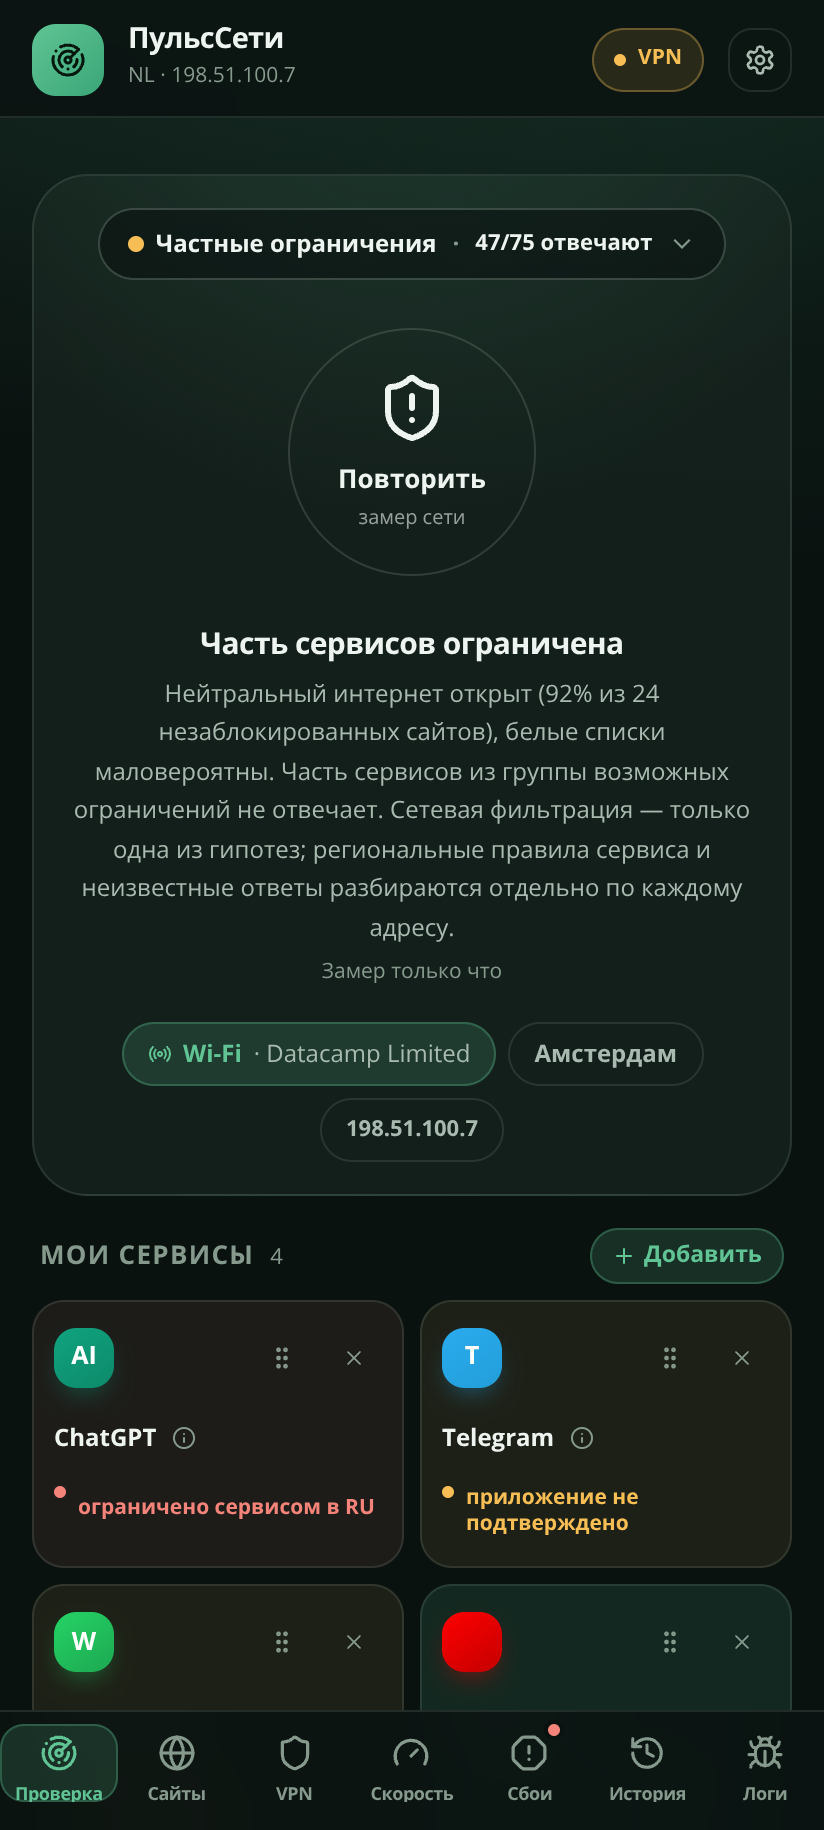 ПульсСети
NL · 198.51.100.7
VPN
Частные ограничения · 47/75 отвечают
Повторить
замер сети
Часть сервисов ограничена
Нейтральный интернет открыт (92% из 24
незаблокированных сайтов), белые списки
маловероятны. Часть сервисов из группы возможных
ограничений не отвечает. Сетевая фильтрация — только
одна из гипотез; региональные правила сервиса и
неизвестные ответы разбираются отдельно по каждому
адресу.
Замер только что
Wi-Fi · Datacamp Limited
Амстердам
198.51.100.7
МОИ СЕРВИСЫ 4
+ Добавить
AI
ChatGPT
ограничено сервисом в RU
T
Telegram
приложение не
подтверждено
W
Проверка
Сайты
VPN
Скорость
Сбои
История
Логи